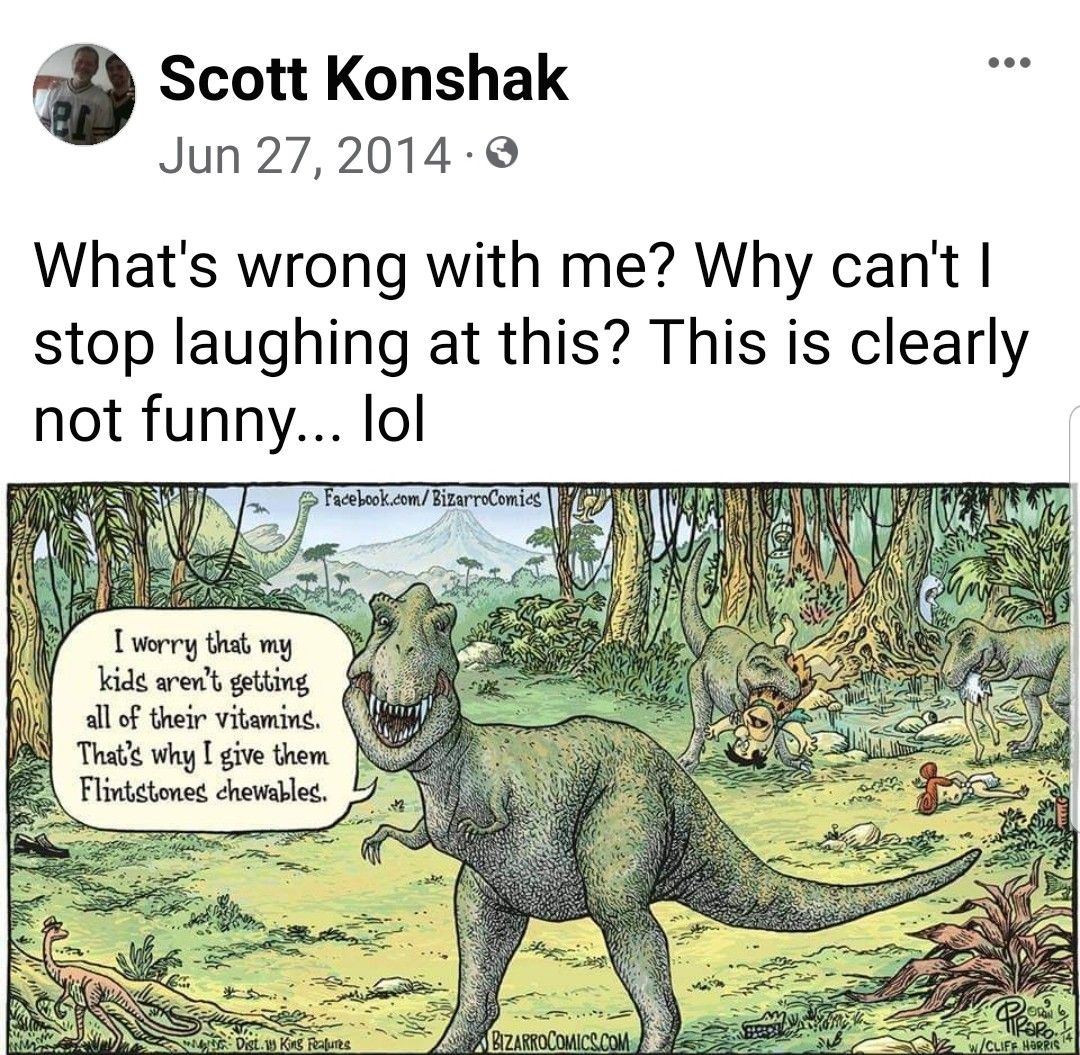 Scott Konshak
Jun 27, 2014 ·
What's wrong with me? Why can't I
stop laughing at this? This is clearly
not funny... lol
Facebook.com/BizarroComics
I worry that my
kids aren't getting
all of their vitamins.
That's why I give them
Flintstones chewables.
Dist. by King Features
BIZARROCOMICS.COM
PIRARO
W/CLIFF HARRIS